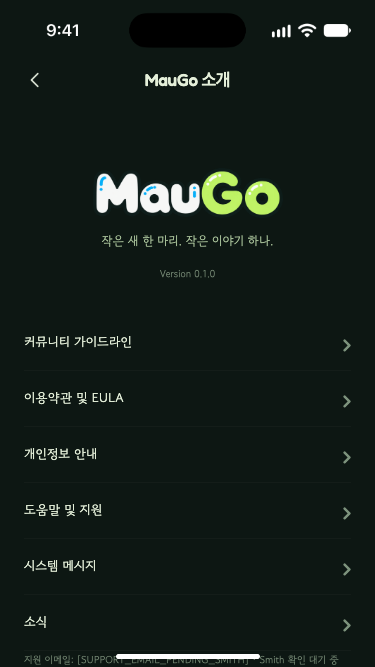 9:41
MauGo 소개
MauGo
작은 새 한 마리. 작은 이야기 하나.
Version 0.1.0
커뮤니티 가이드라인
이용약관 및 EULA
개인정보 안내
도움말 및 지원
시스템 메시지
소식
지원 이메일: [SUPPORT_EMAIL_PENDING_SMITH] · Smith 확인 대기 중